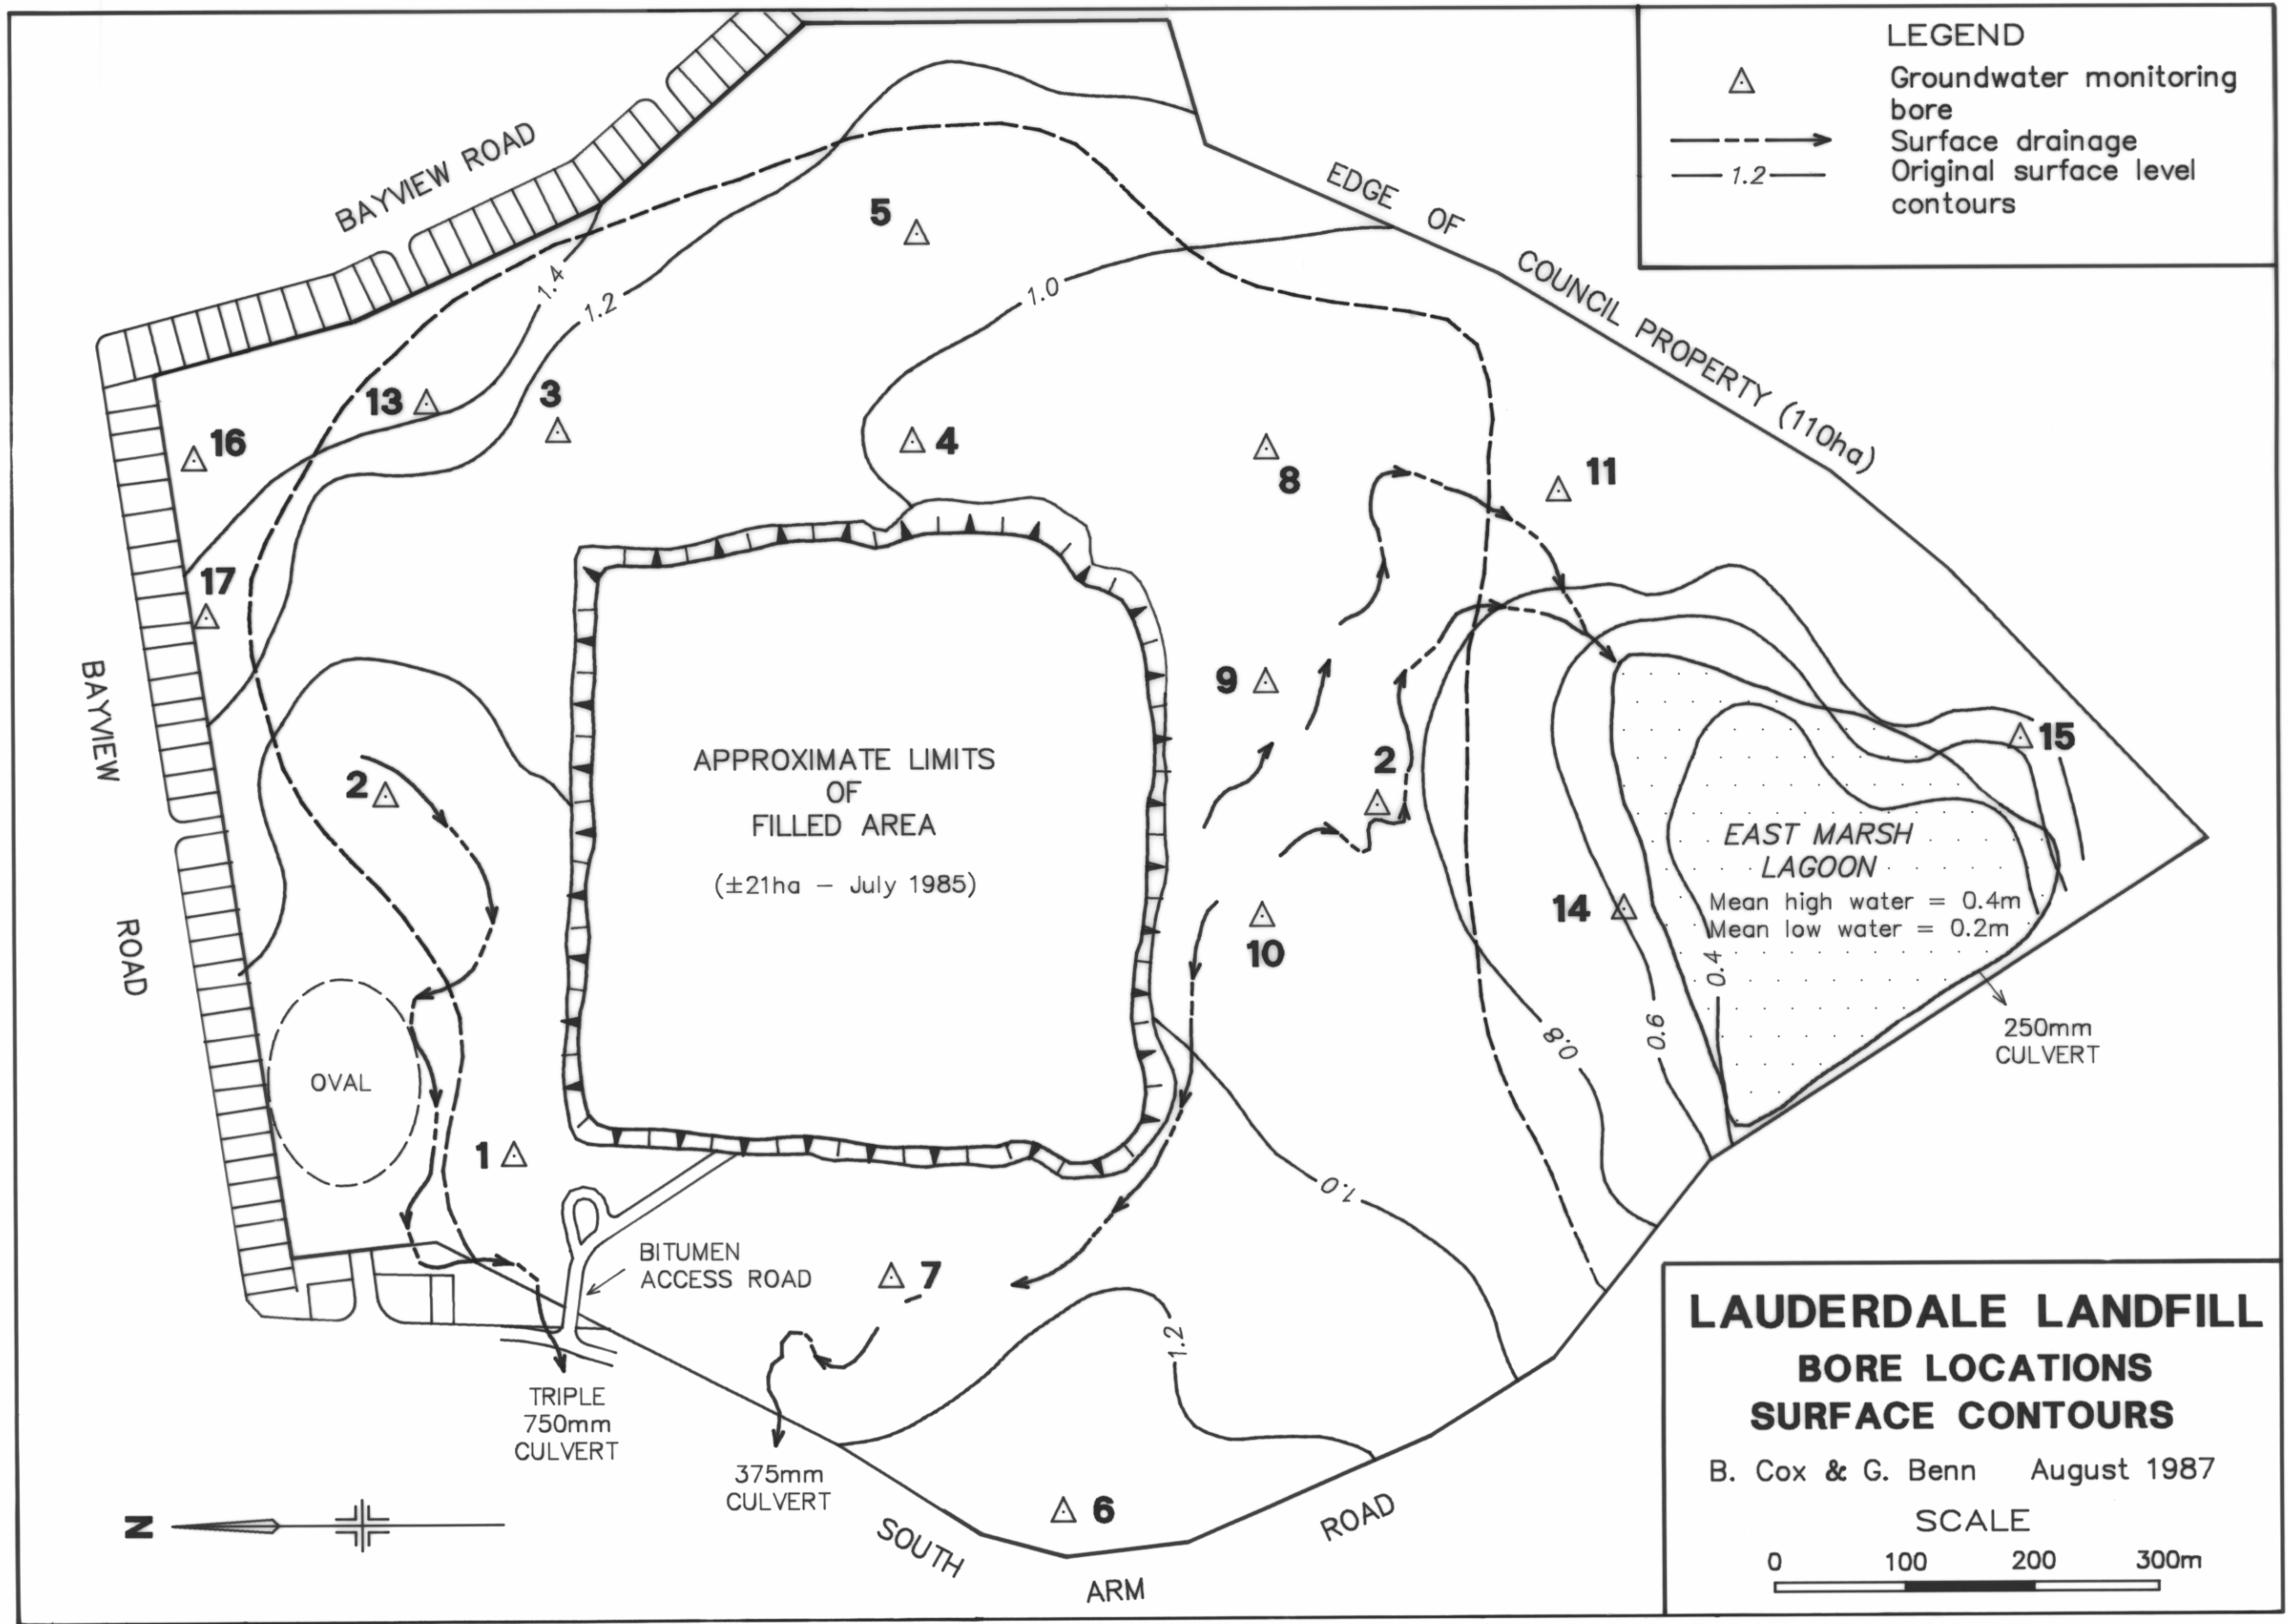 LEGEND
Groundwater monitoring
bore
Surface drainage
1.2
Original surface level
contours
BAYVIEW ROAD
EDGE OF COUNCIL PROPERTY (110ha)
5
1.4
1.2
1.0
13
3
16
4
8
11
17
9
15
BAYVIEW
ROAD
2
2
APPROXIMATE LIMITS
OF
FILLED AREA
(±21ha – July 1985)
EAST MARSH
LAGOON
Mean high water = 0.4m
Mean low water = 0.2m
14
10
0.4
0.6
0.8
250mm
CULVERT
OVAL
1
1.0
BITUMEN
ACCESS ROAD
7
1.2
TRIPLE
750mm
CULVERT
375mm
CULVERT
6
SOUTH
ARM
ROAD
N
LAUDERDALE LANDFILL
BORE LOCATIONS
SURFACE CONTOURS
B. Cox & G. Benn August 1987
SCALE
0 100 200 300m